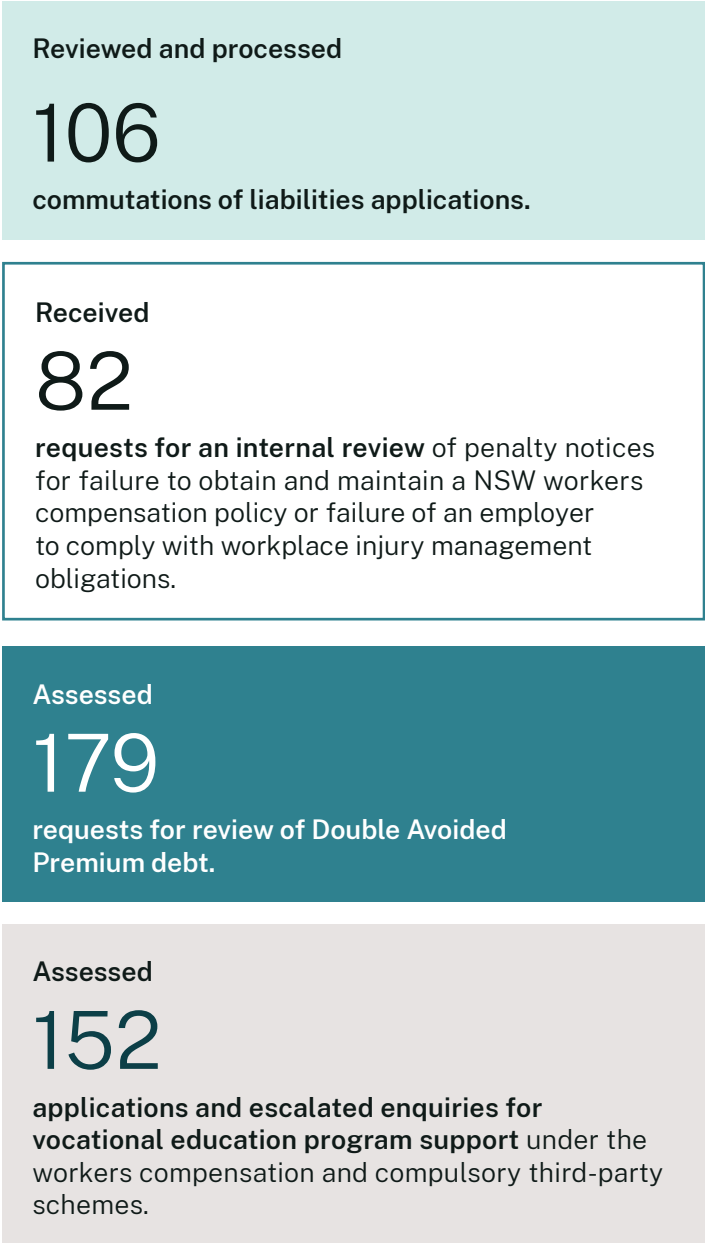 Reviewed and processed
106
commutations of liabilities applications.
Received
82
requests for an internal review of penalty notices
for failure to obtain and maintain a NSW workers
compensation policy or failure of an employer
to comply with workplace injury management
obligations.
Assessed
179
requests for review of Double Avoided
Premium debt.
Assessed
152
applications and escalated enquiries for
vocational education program support under the
workers compensation and compulsory third-party
schemes.